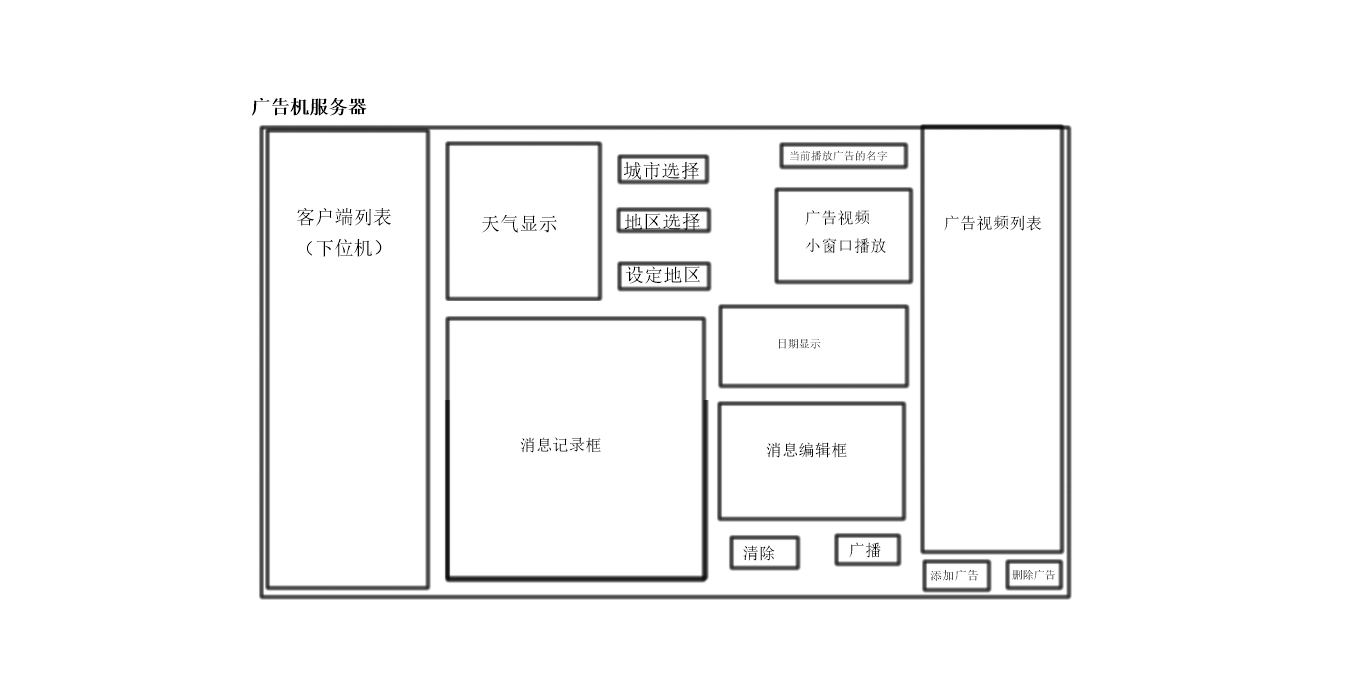 广告机服务器
客户端列表
（下位机）
天气显示
城市选择
地区选择
设定地区
当前播放广告的名字
广告视频
小窗口播放
广告视频列表
日期显示
消息记录框
消息编辑框
清除
广播
添加广告
删除广告